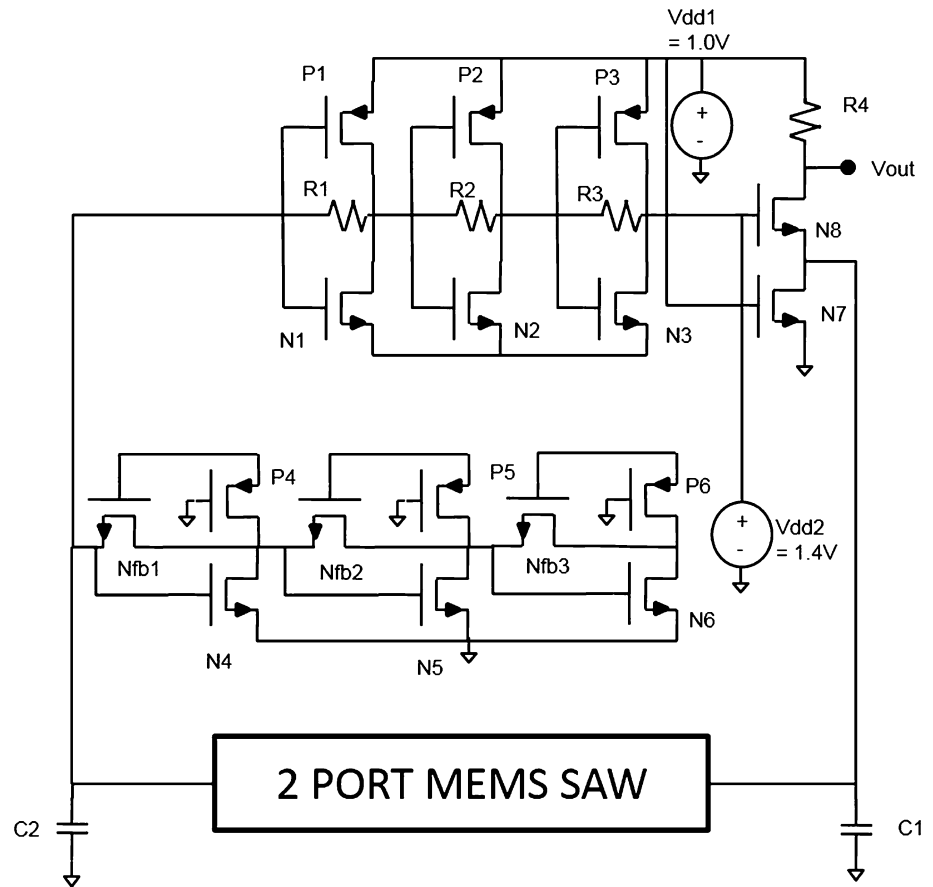 Vdd1
= 1.0V
P1
P2
P3
+
-
R4
Vout
R1
R2
R3
N8
N1
N2
N3
N7
P4
P5
P6
+
-
Vdd2
= 1.4V
Nfb1
Nfb2
Nfb3
N4
N5
N6
2 PORT MEMS SAW
C2
C1